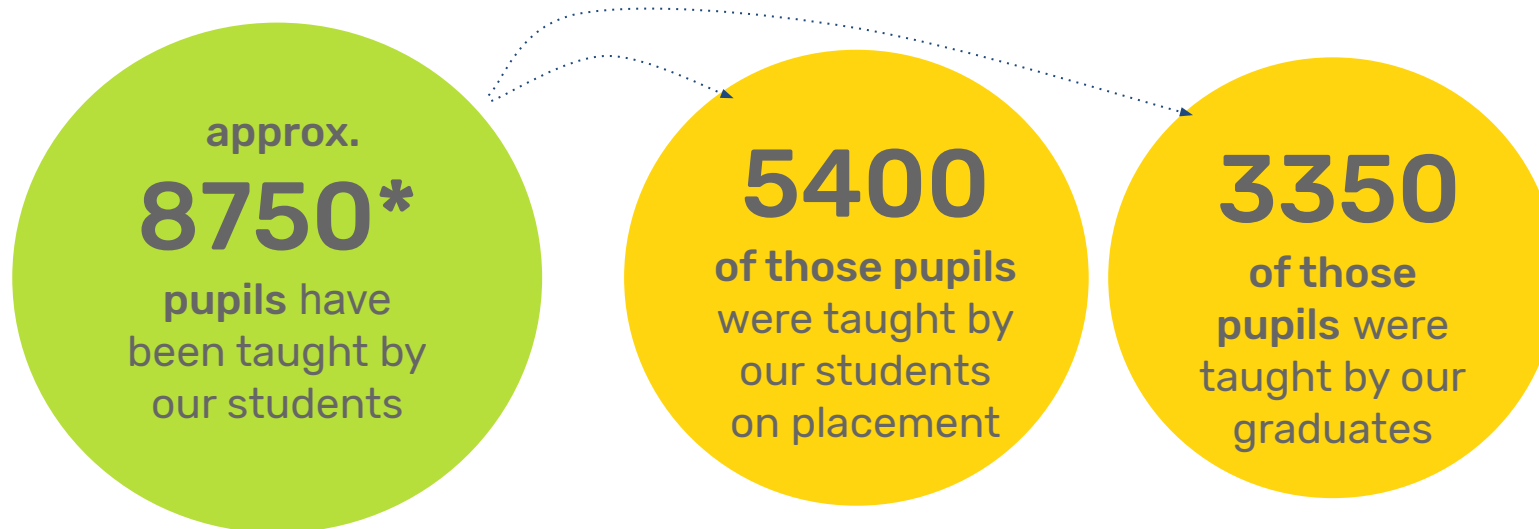 approx.
8750*
pupils have
been taught by
our students
5400
of those pupils
were taught by
our students
on placement
3350
of those
pupils were
taught by our
graduates